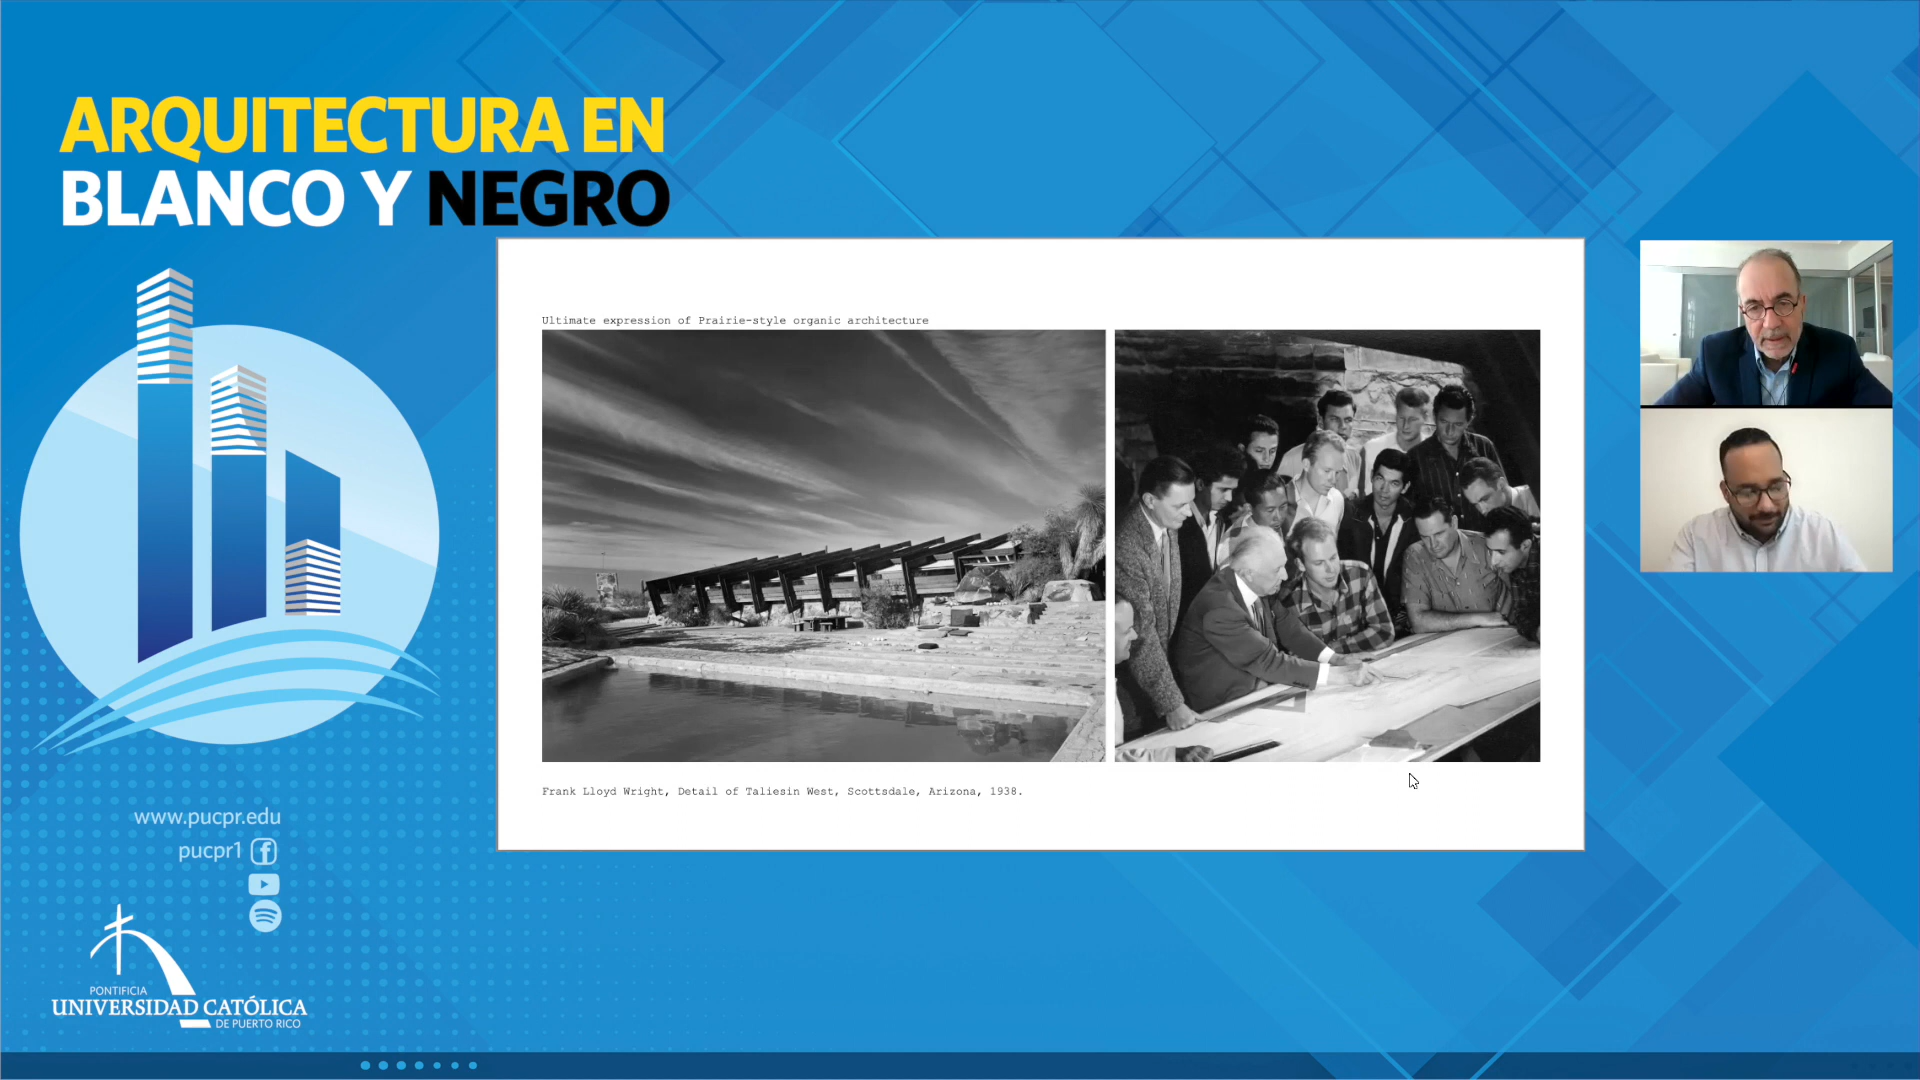 ARQUITECTURA EN
BLANCO Y NEGRO
Ultimate expression of Prairie-style organic architecture
Frank Lloyd Wright, Detail of Taliesin West, Scottsdale, Arizona, 1938.
www.pucpr.edu
pucpr1
PONTIFICIA
UNIVERSIDAD CATÓLICA
DE PUERTO RICO